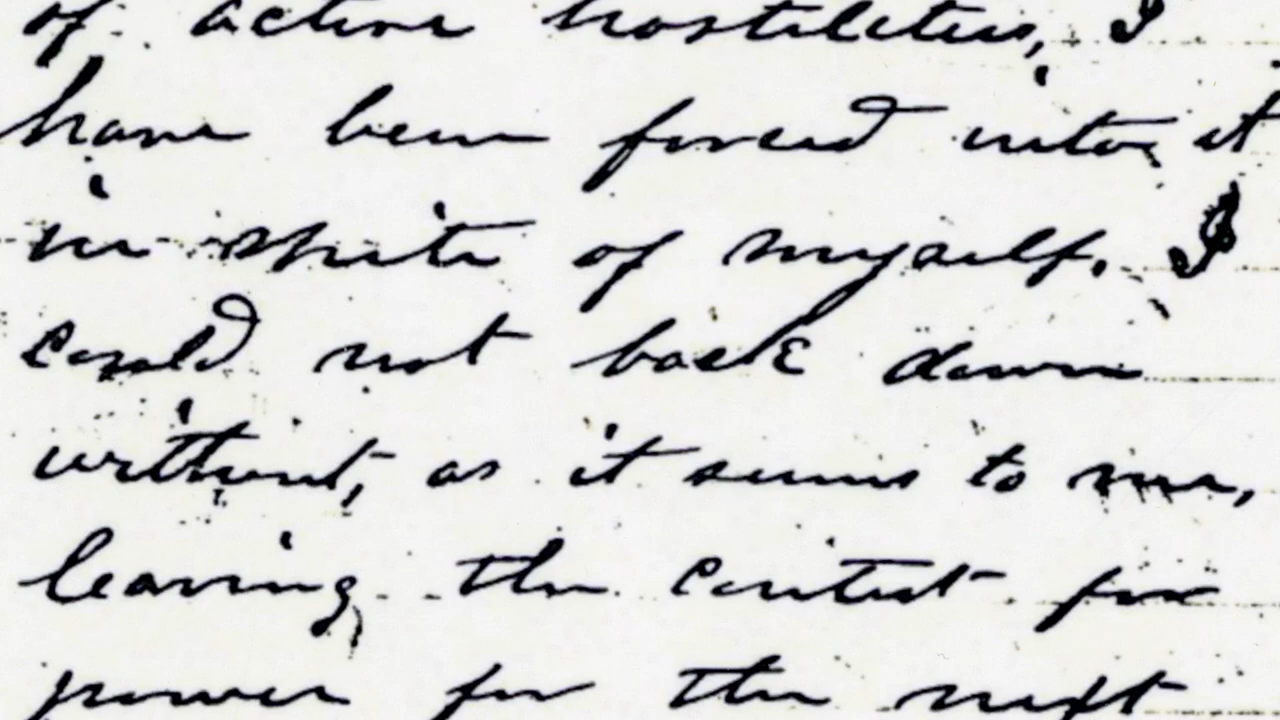 of active hostilities, I
have been forced into it
in spite of myself. I
could not back down
without, as it seems to me,
leaving the contest for
power for the next